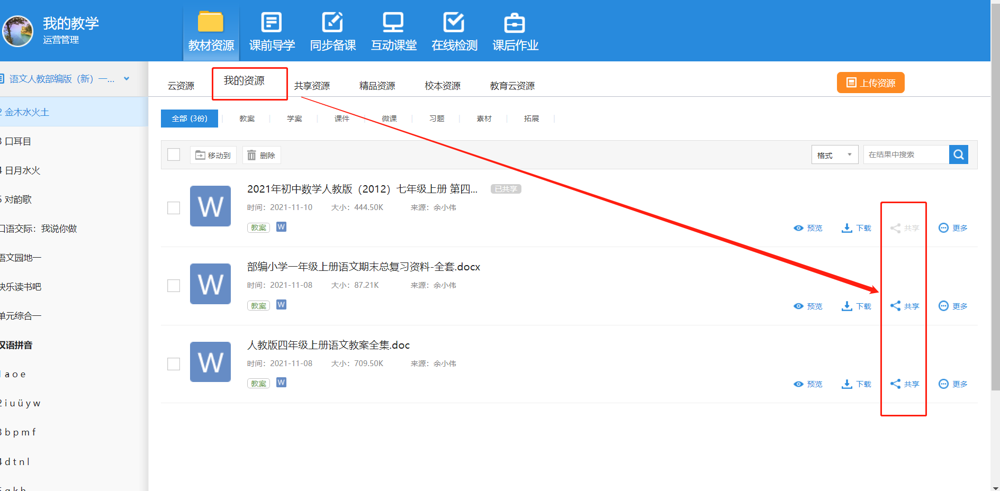 我的教学
运营管理
教材资源 课前导学 同步备课 互动课堂 在线检测 课后作业
语文人教部编版（新）一...
云资源 我的资源 共享资源 精品资源 校本资源 教育云资源 上传资源
2 金木水火土
全部 (3份) 教案 学案 课件 微课 习题 素材 拓展
3 口耳目
移动到 删除 格式 在结果中搜索
4 日月水火
2021年初中数学人教版（2012）七年级上册 第四... 已共享
5 对韵歌
时间：2021-11-10 大小：444.50K 来源：余小伟
口语交际：我说你做
教案 W 预览 下载 共享 更多
语文园地一
部编小学一年级上册语文期末总复习资料-全套.docx
快乐读书吧
时间：2021-11-08 大小：87.21K 来源：余小伟
教案 W 预览 下载 共享 更多
单元综合一
汉语拼音
人教版四年级上册语文教案全集.doc
时间：2021-11-08 大小：709.50K 来源：余小伟
1 a o e
教案 W 预览 下载 共享 更多
2 i u ü y w
3 b p m f
4 d t n l
5 g k h